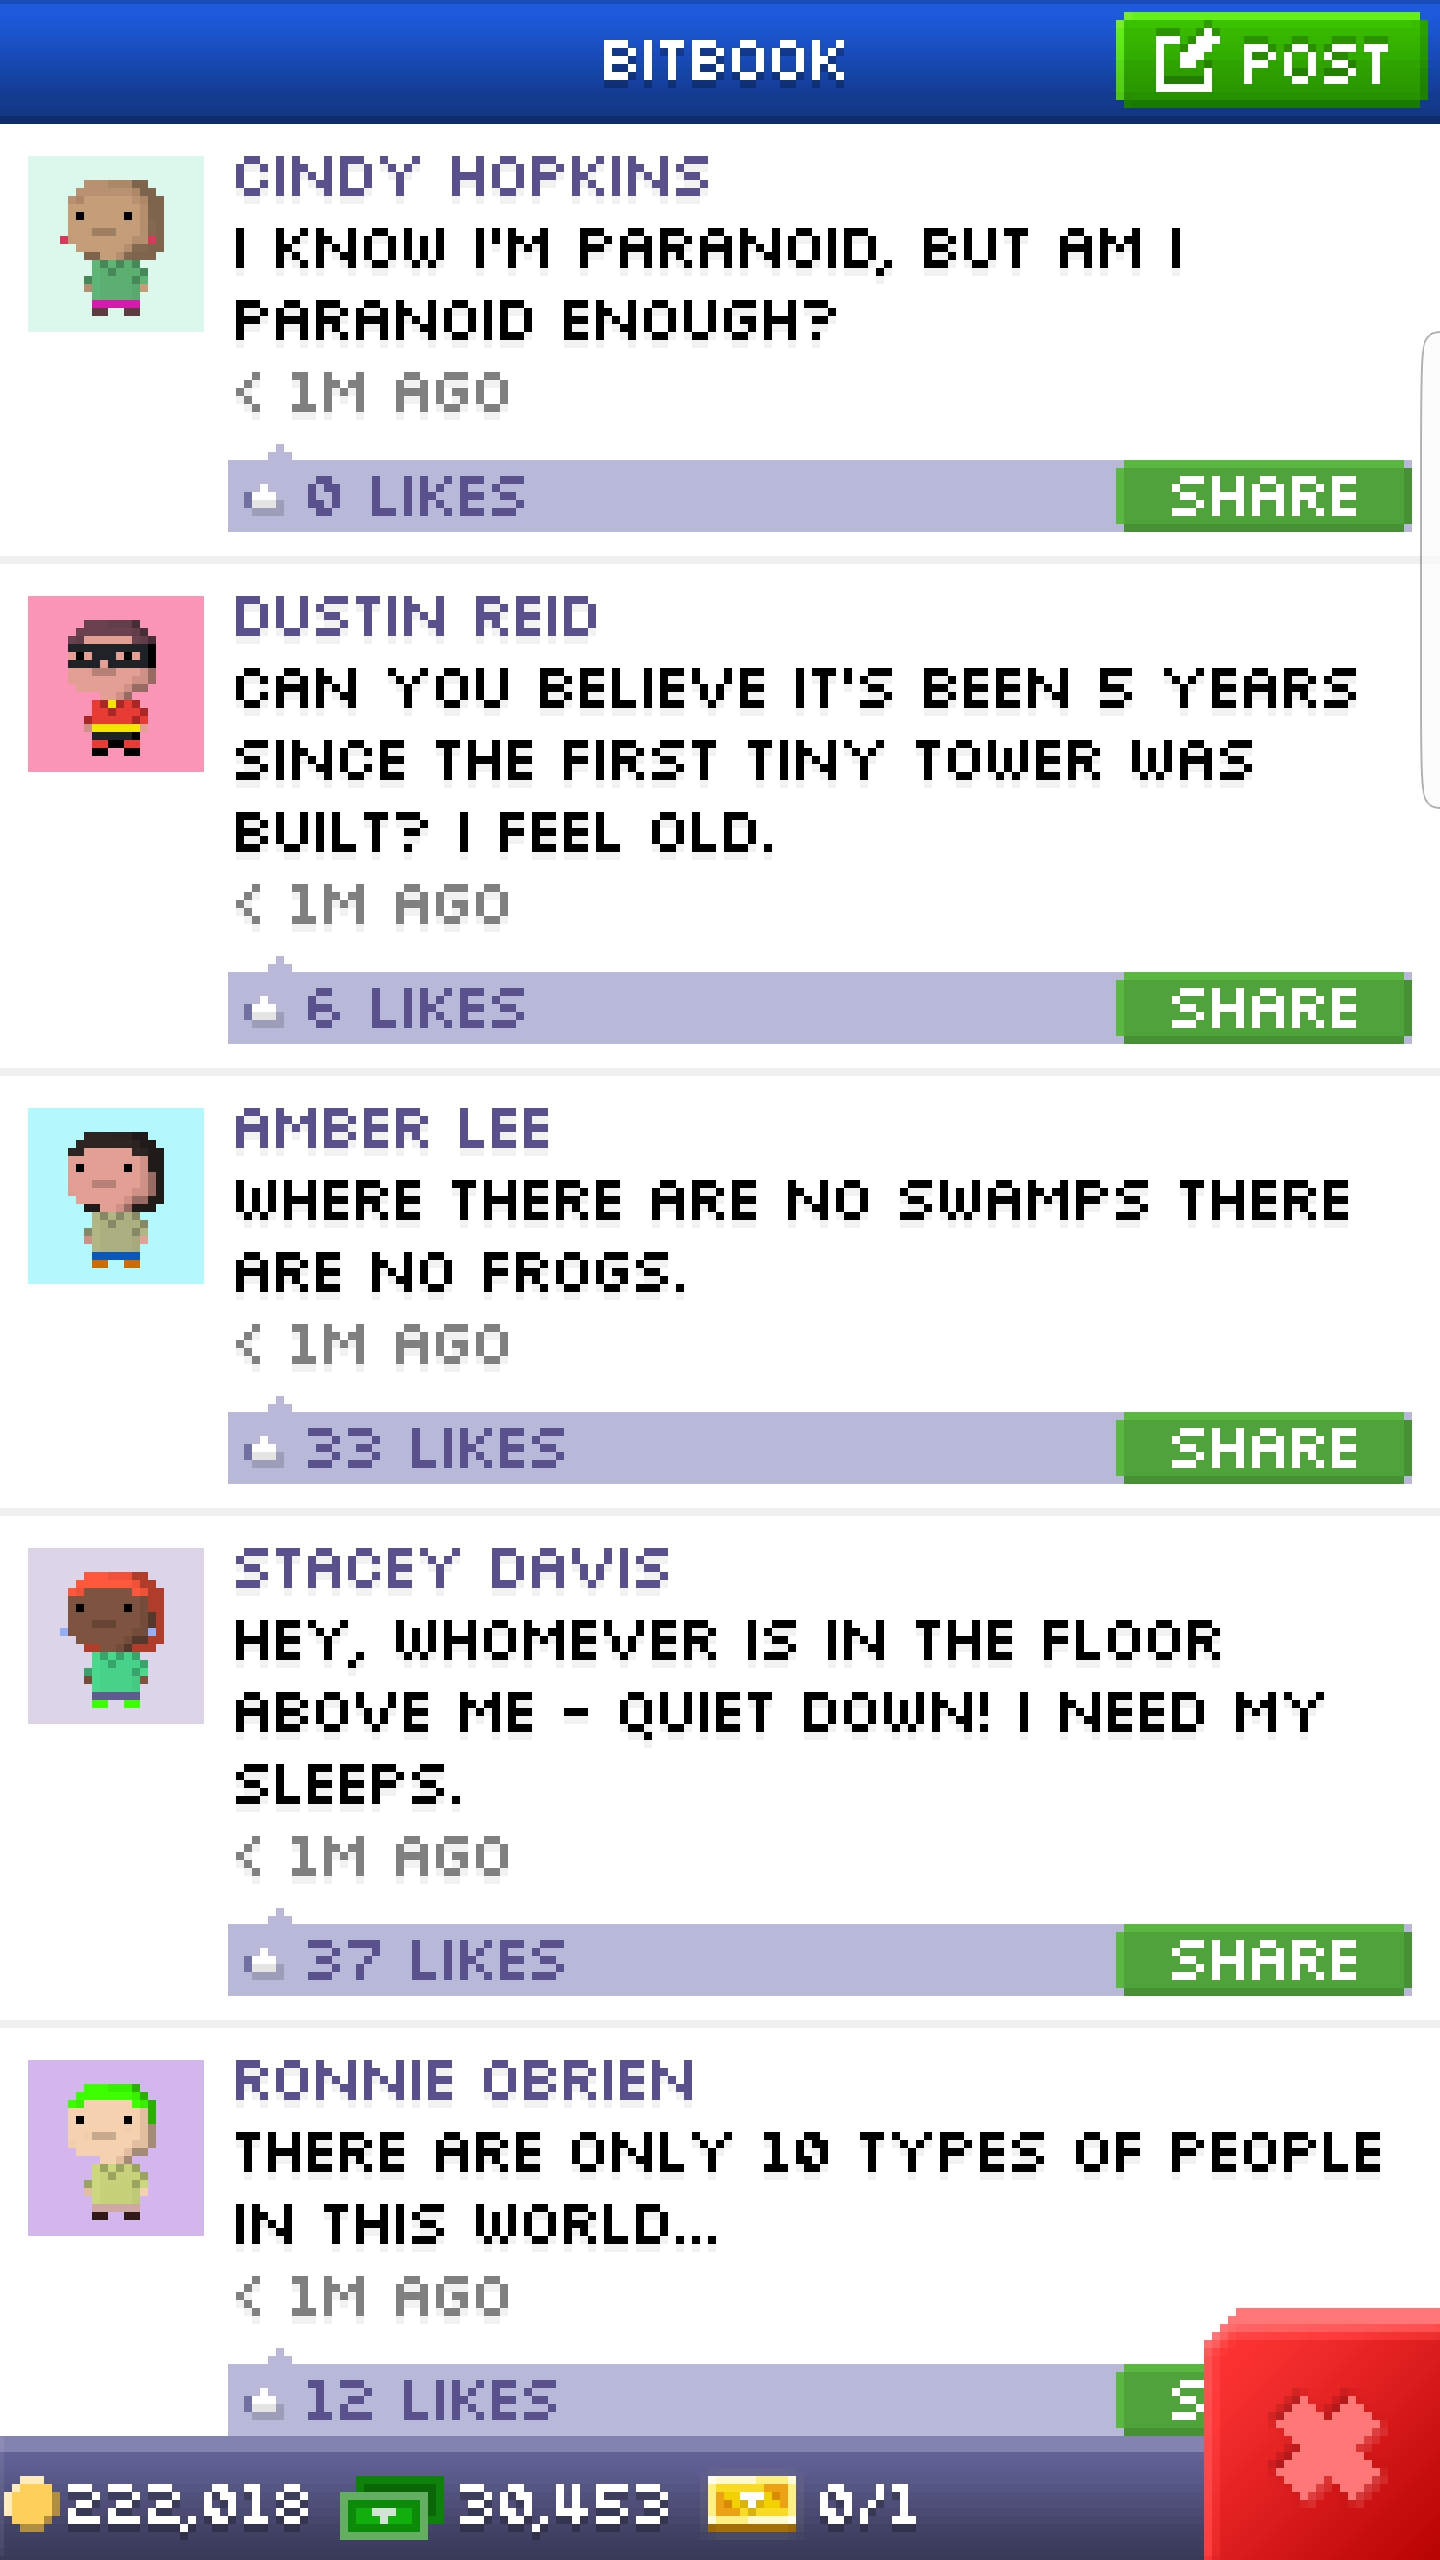 BITBOOK
POST
CINDY HOPKINS
I KNOW I'M PARANOID, BUT AM I
PARANOID ENOUGH?
< 1M AGO
0 LIKES
SHARE
DUSTIN REID
CAN YOU BELIEVE IT'S BEEN 5 YEARS
SINCE THE FIRST TINY TOWER WAS
BUILT? I FEEL OLD.
< 1M AGO
6 LIKES
SHARE
AMBER LEE
WHERE THERE ARE NO SWAMPS THERE
ARE NO FROGS.
< 1M AGO
33 LIKES
SHARE
STACEY DAVIS
HEY, WHOMEVER IS IN THE FLOOR
ABOVE ME - QUIET DOWN! I NEED MY
SLEEPS.
< 1M AGO
37 LIKES
SHARE
RONNIE OBRIEN
THERE ARE ONLY 10 TYPES OF PEOPLE
IN THIS WORLD...
< 1M AGO
12 LIKES
S
222,018 30,453 0/1